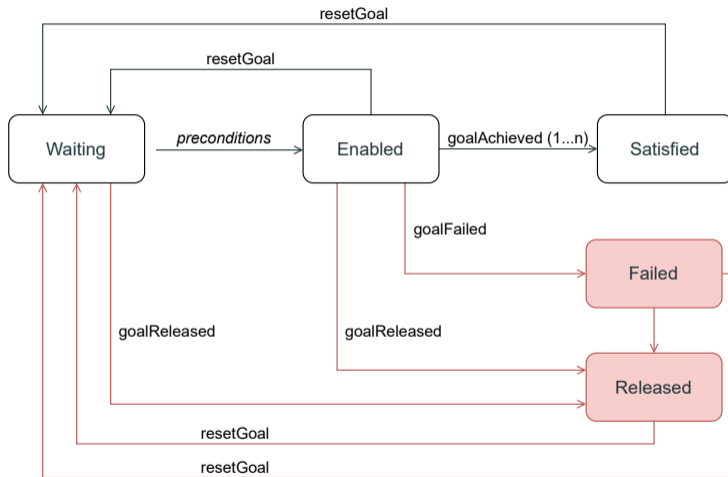 resetGoal
resetGoal
Waiting
preconditions
Enabled
goalAchieved (1...n)
Satisfied
goalFailed
Failed
goalReleased
goalReleased
Released
resetGoal
resetGoal